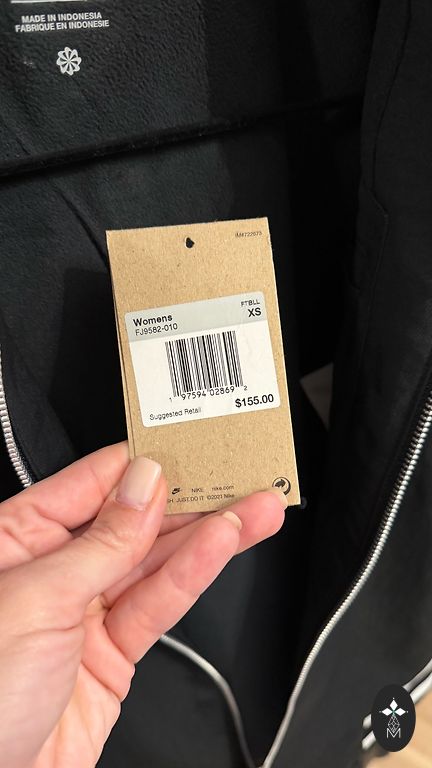 MADE IN INDONESIA
FABRIQUE EN INDONESIE
Womens
FJ9582-010
FTBLL
XS
1 97594 02869 2
Suggested Retail
$155.00
NIKE nike.com
JUST DO IT ©2021 Nike
M